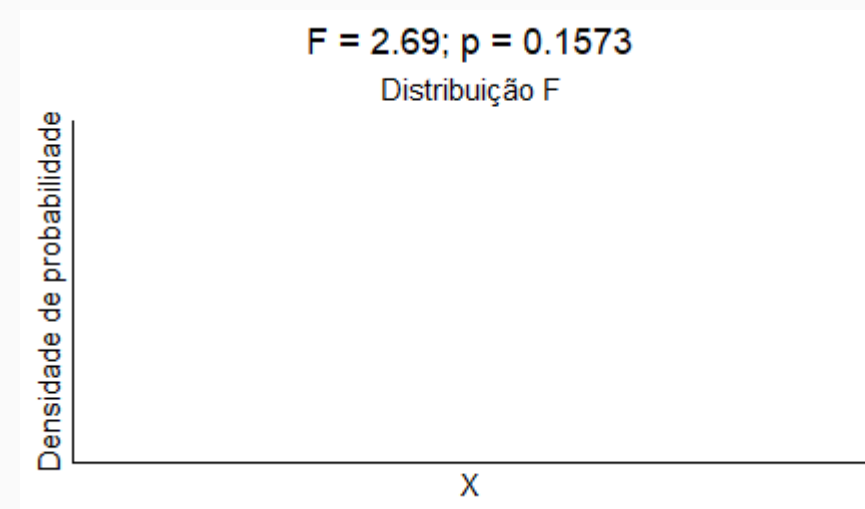 F = 2.69; p = 0.1573
Distribuição F
Densidade de probabilidade
X